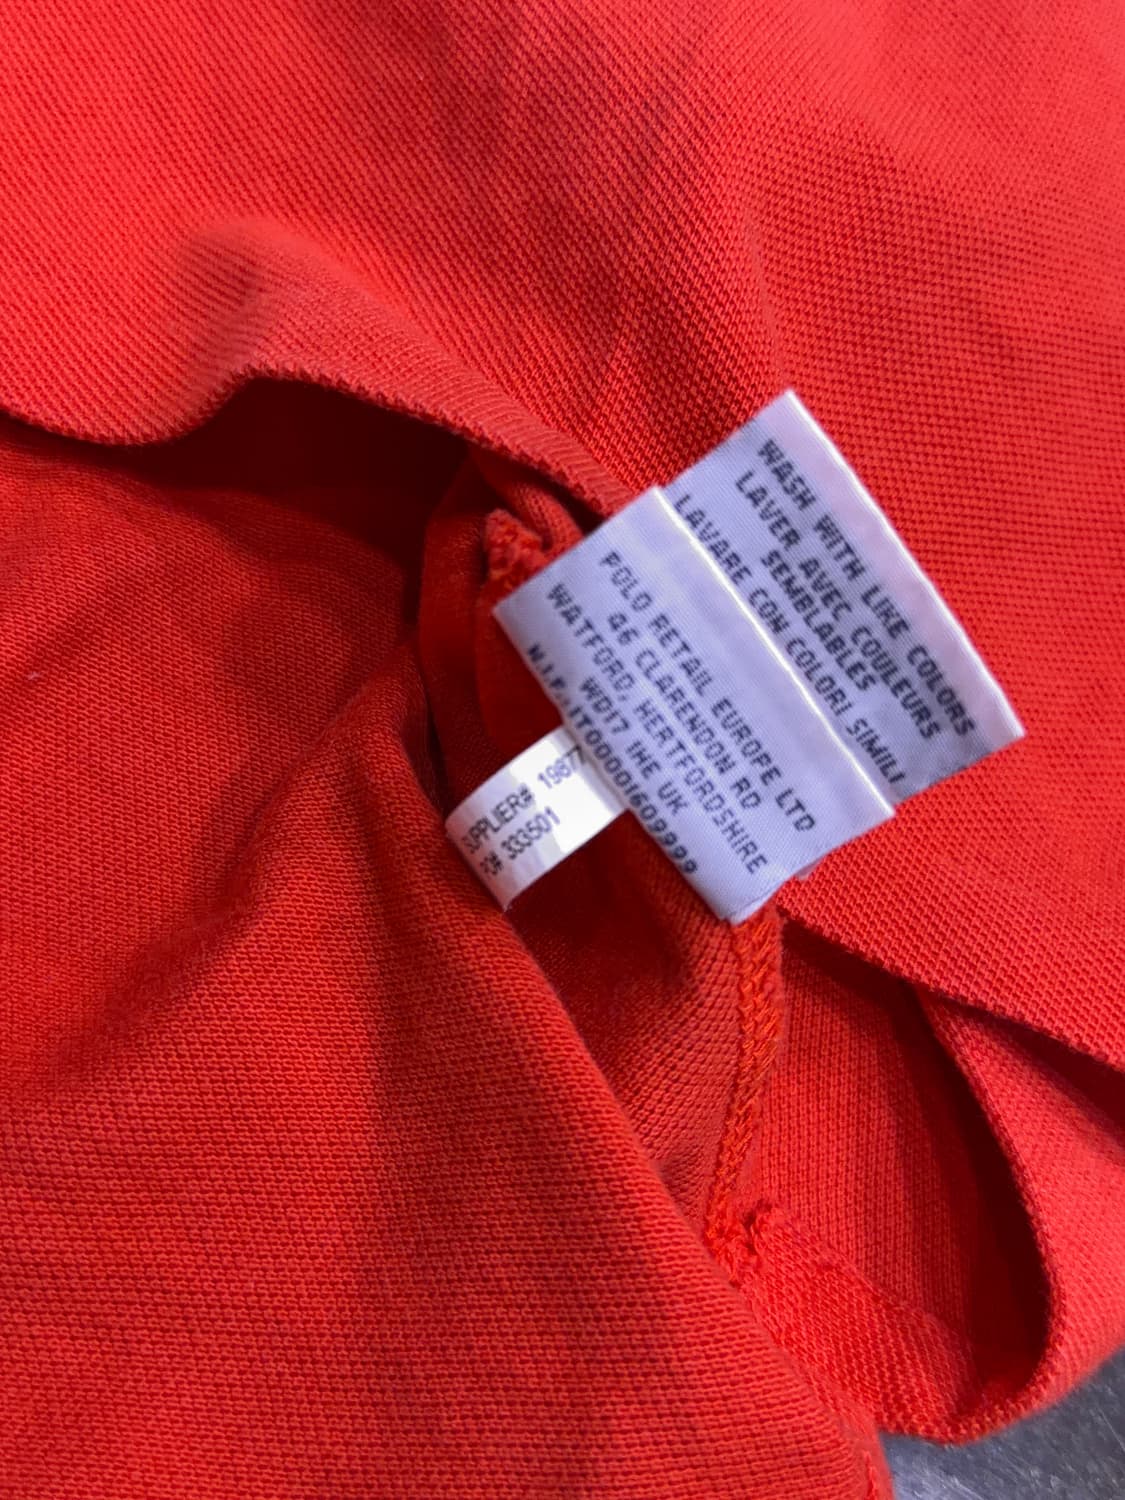 WASH WITH LIKE COLORS
LAVER AVEC COULEURS
SEMBLABLES
LAVARE CON COLORI SIMILI
POLO RETAIL EUROPE LTD
46 CLARENDON RD
WATFORD, HERTFORDSHIRE
WD17 1HE UK
N.I.F. IT00001609999
SUPPLIER# 19877
333501